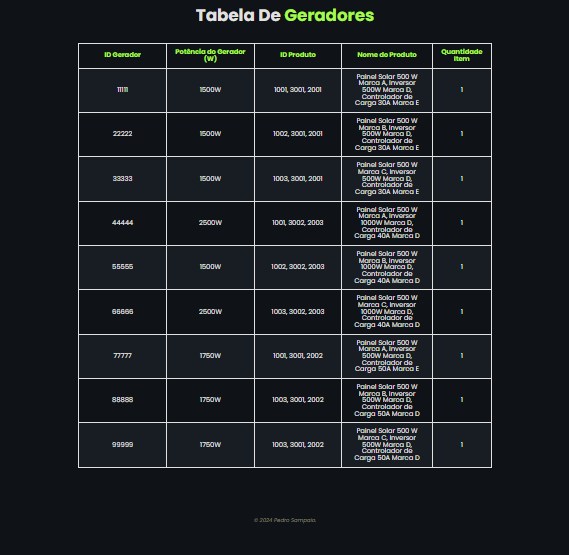 Tabela De Geradores
ID Gerador
Potência do Gerador
(W)
ID Produto
Nome do Produto
Quantidade
Item
11111
1500W
1001, 3001, 2001
Painel Solar 500 W
Marca A, Inversor
500W Marca D,
Controlador de
Carga 30A Marca E
1
22222
1500W
1002, 3001, 2001
Painel Solar 500 W
Marca B, Inversor
500W Marca D,
Controlador de
Carga 30A Marca E
1
33333
1500W
1003, 3001, 2001
Painel Solar 500 W
Marca C, Inversor
500W Marca D,
Controlador de
Carga 30A Marca E
1
44444
2500W
1001, 3002, 2003
Painel Solar 500 W
Marca A, Inversor
1000W Marca D,
Controlador de
Carga 40A Marca D
1
55555
1500W
1002, 3002, 2003
Painel Solar 500 W
Marca B, Inversor
1000W Marca D,
Controlador de
Carga 40A Marca D
1
66666
2500W
1003, 3002, 2003
Painel Solar 500 W
Marca C, Inversor
1000W Marca D,
Controlador de
Carga 40A Marca D
1
77777
1750W
1001, 3001, 2002
Painel Solar 500 W
Marca A, Inversor
500W Marca D,
Controlador de
Carga 50A Marca E
1
88888
1750W
1003, 3001, 2002
Painel Solar 500 W
Marca B, Inversor
500W Marca D,
Controlador de
Carga 50A Marca D
1
99999
1750W
1003, 3001, 2002
Painel Solar 500 W
Marca C, Inversor
500W Marca D,
Controlador de
Carga 50A Marca D
1
© 2024 Pedro Sampaio